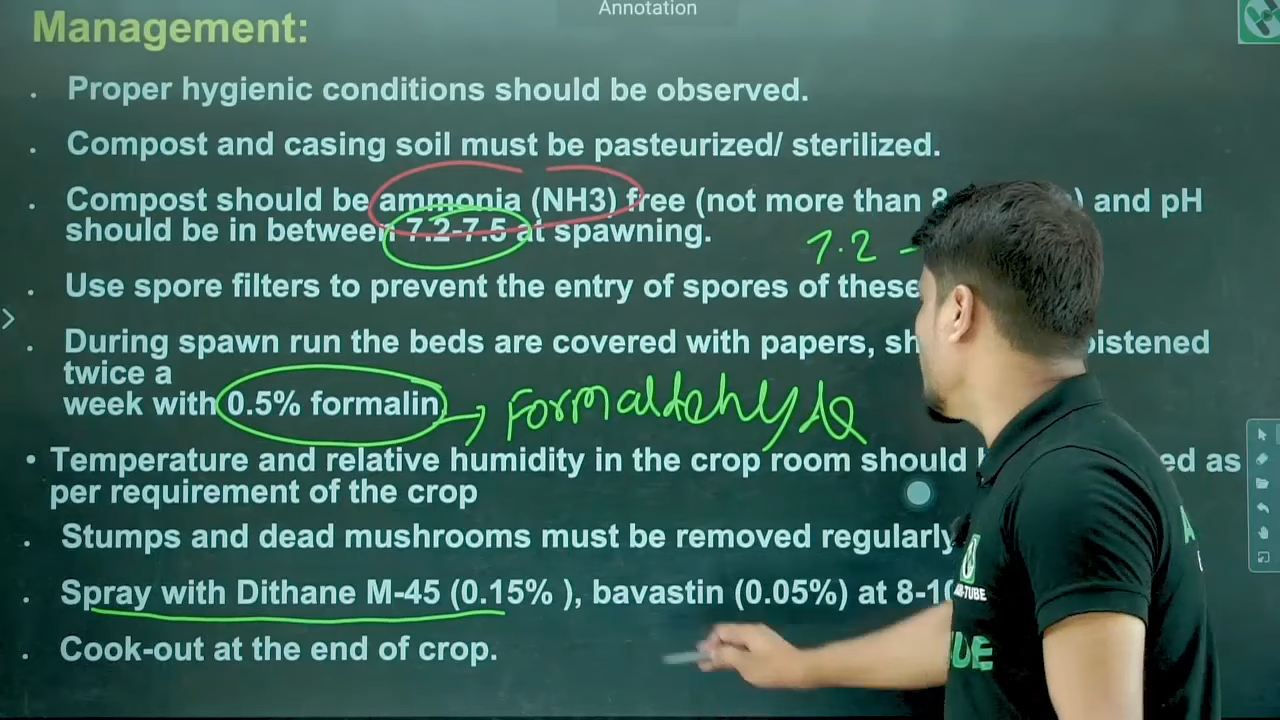 Annotation
Management:
. Proper hygienic conditions should be observed.
. Compost and casing soil must be pasteurized/ sterilized.
. Compost should be ammonia (NH3) free (not more than 8 ) and pH
should be in between 7.2-7.5 at spawning.
7.2 -
. Use spore filters to prevent the entry of spores of these
. During spawn run the beds are covered with papers, moistened
twice a
week with 0.5% formalin → Formaldehyde
• Temperature and relative humidity in the crop room should as
per requirement of the crop
. Stumps and dead mushrooms must be removed regularly
. Spray with Dithane M-45 (0.15% ), bavastin (0.05%) at 8-10
. Cook-out at the end of crop.